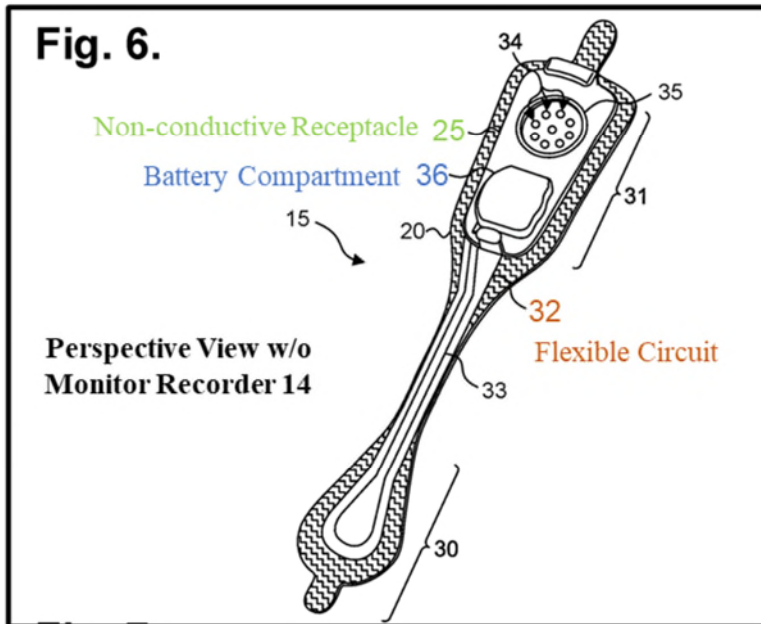 Fig. 6.
34
35
Non-conductive Receptacle 25
Battery Compartment 36
31
15
20
32
Perspective View w/o
Monitor Recorder 14
Flexible Circuit
33
30